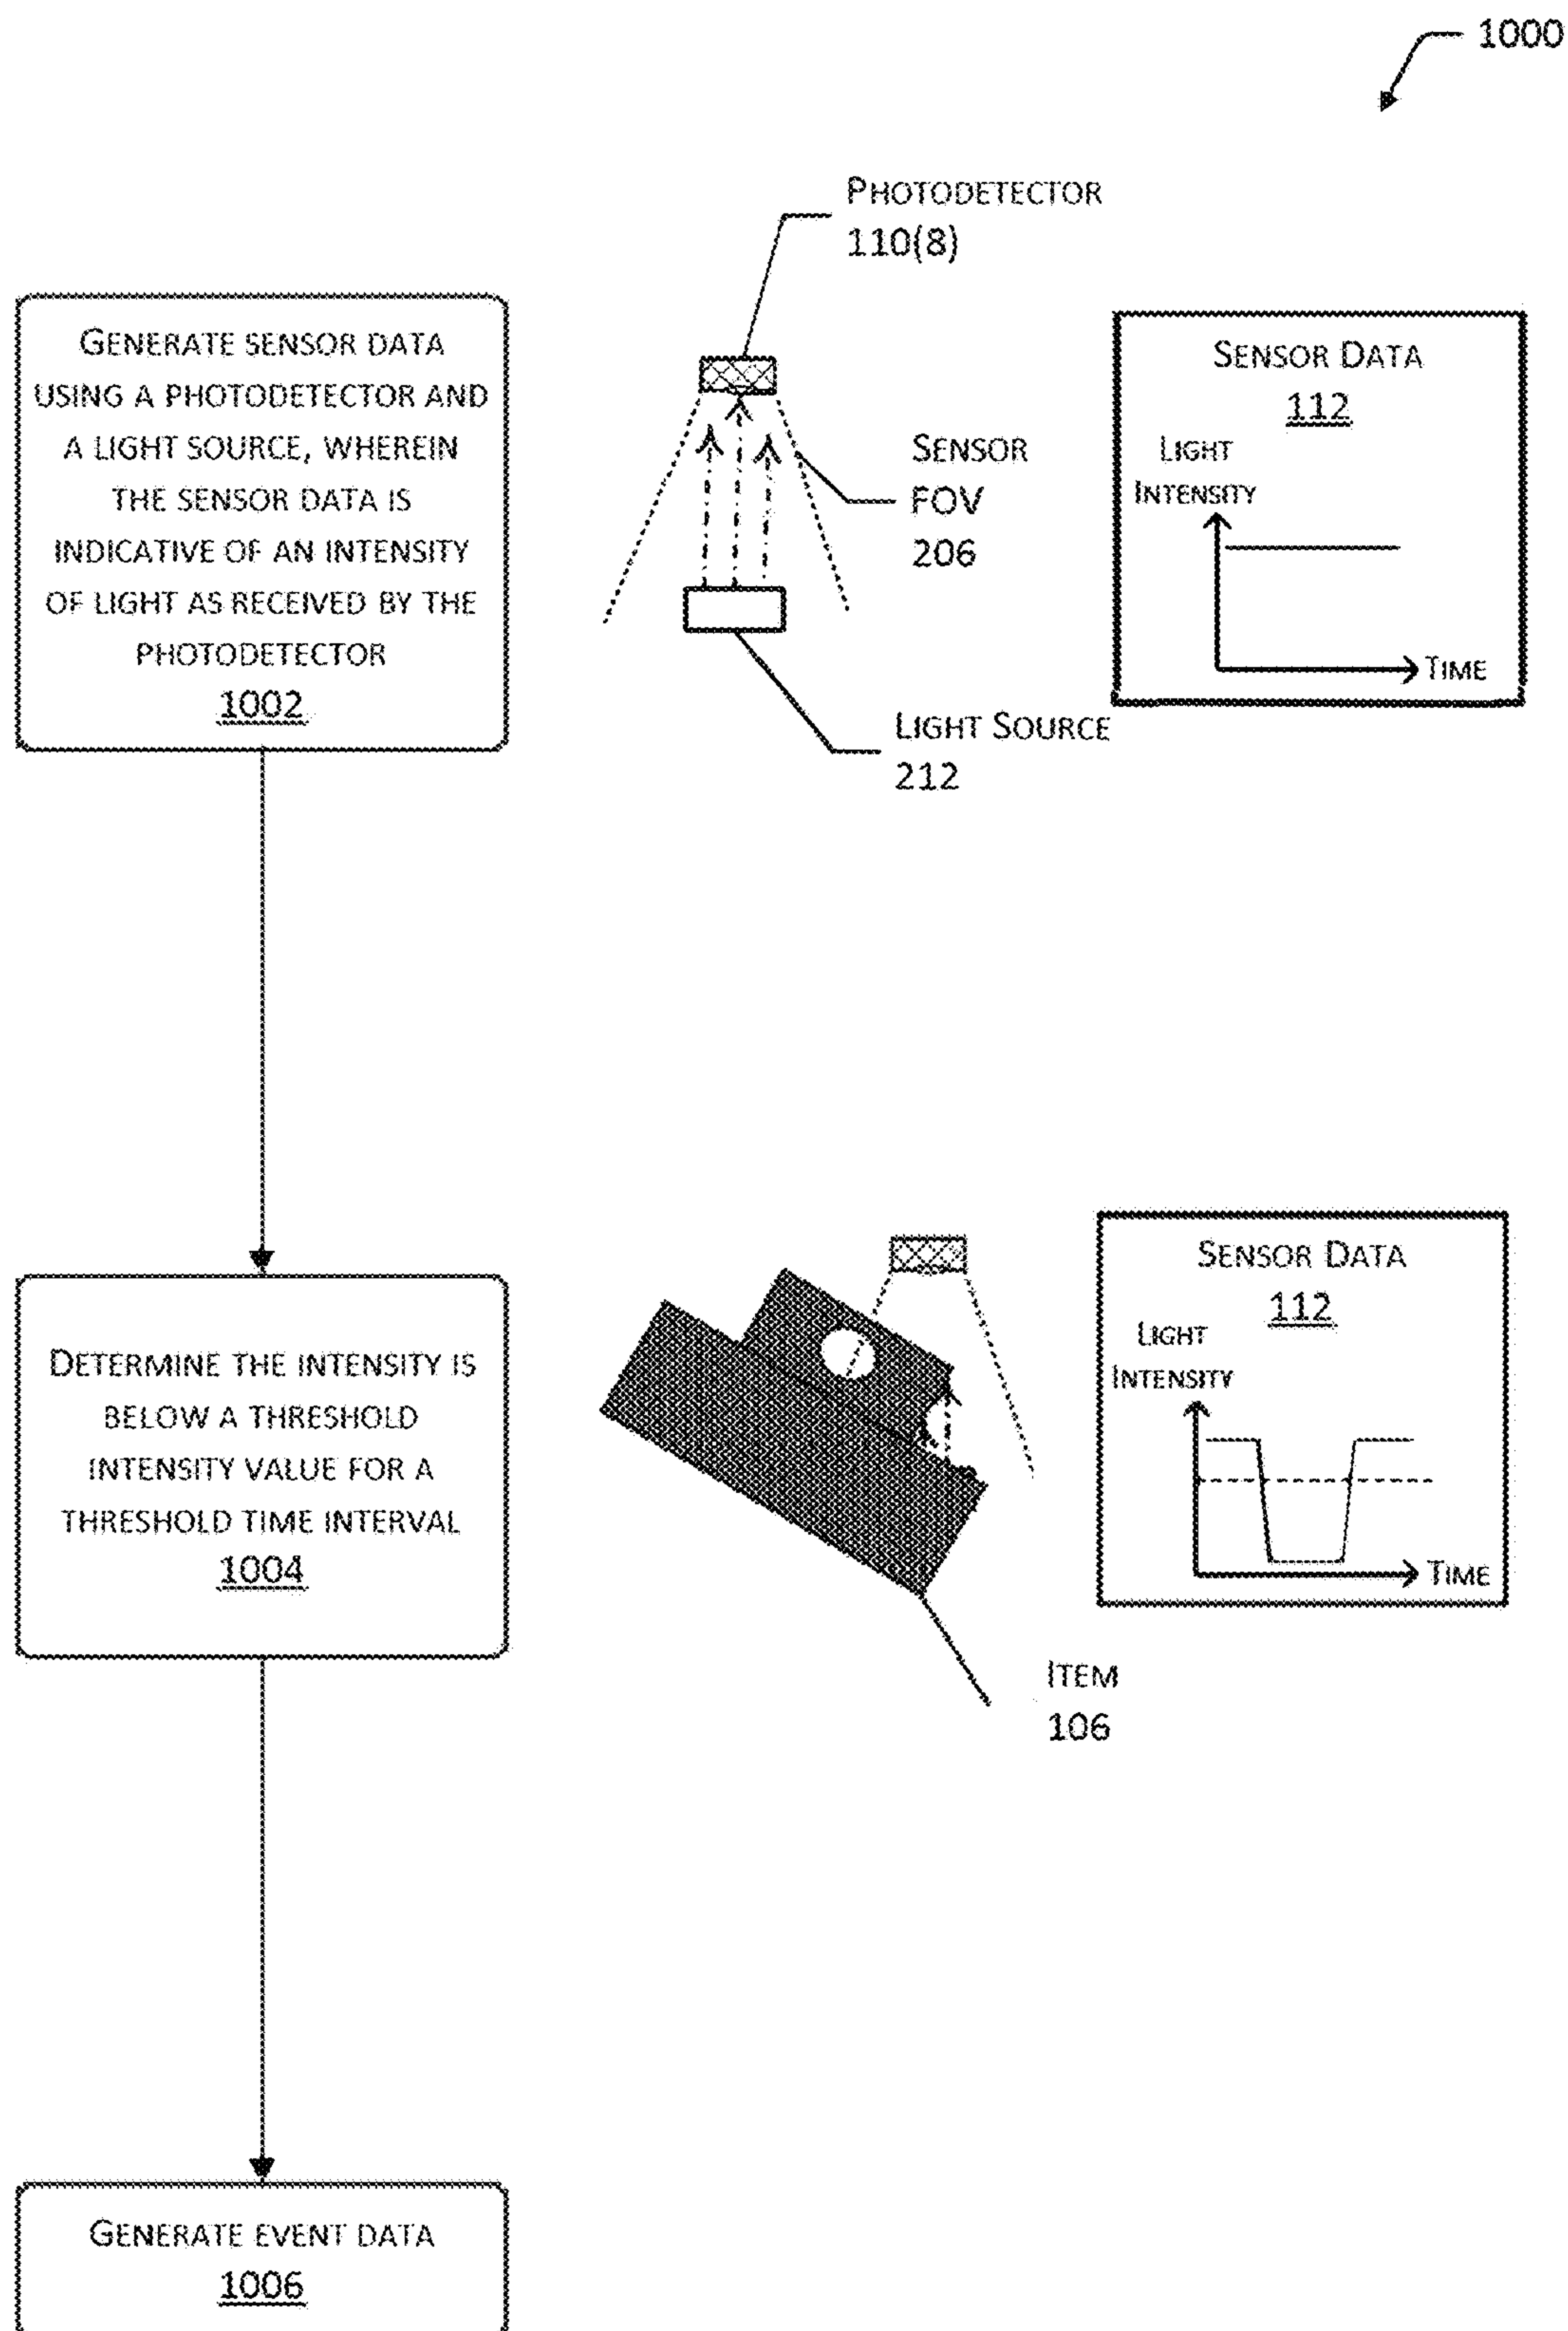 1000
PHOTODETECTOR
110(8)
GENERATE SENSOR DATA
USING A PHOTODETECTOR AND
A LIGHT SOURCE, WHEREIN
THE SENSOR DATA IS
INDICATIVE OF AN INTENSITY
OF LIGHT AS RECEIVED BY THE
PHOTODETECTOR
1002
SENSOR
FOV
206
LIGHT SOURCE
212
SENSOR DATA
112
LIGHT
INTENSITY
TIME
DETERMINE THE INTENSITY IS
BELOW A THRESHOLD
INTENSITY VALUE FOR A
THRESHOLD TIME INTERVAL
1004
ITEM
106
SENSOR DATA
112
LIGHT
INTENSITY
TIME
GENERATE EVENT DATA
1006